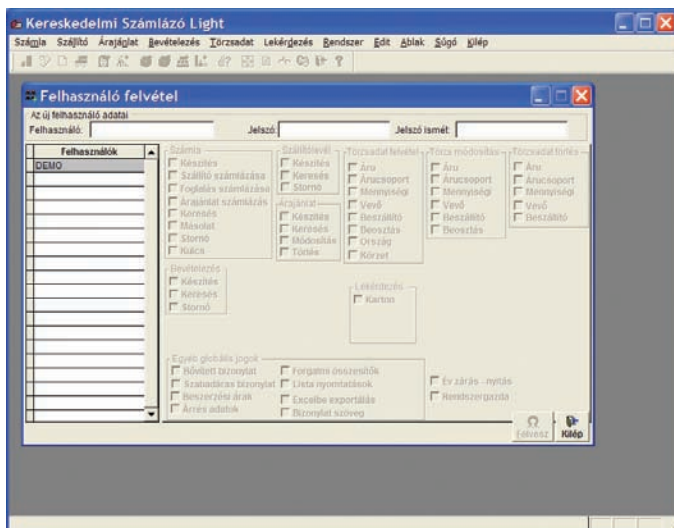 Kereskedelmi Számlázó Light
Számla Szállító Árajánlat Bevételezés Törzsadat Lekérdezés Rendszer Edit Ablak Súgó Kilép
Felhasználó felvétel
Az új felhasználó adatai
Felhasználó: Jelszó: Jelszó ismét:
Felhasználók
DEMO
Számla
Készítés
Szállító számlázása
Foglalás számlázása
Árajánlat számlázás
Keresés
Másolat
Stornó
Kulcs
Szállítólevél
Készítés
Keresés
Stornó
Árajánlat
Készítés
Keresés
Módosítás
Törlés
Törzsadat felvétel
Áru
Árucsoport
Mennyiségi
Vevő
Beszállító
Beosztás
Ország
Körzet
Törzs módosítás
Áru
Árucsoport
Mennyiségi
Vevő
Beszállító
Beosztás
Törzsadat törlés
Áru
Árucsoport
Mennyiségi
Vevő
Beszállító
Bevételezés
Készítés
Keresés
Stornó
Lekérdezési
Karton
Egyéb globális jogok
Bővített bizonylat
Szabadáras bizonylat
Beszerzési árak
Árrés adatok
Forgalmi összesítők
Lista nyomtatások
Excelbe exportálás
Bizonylat szöveg
Év zárás - nyitás
Rendszergazda
Felvesz
Kilép